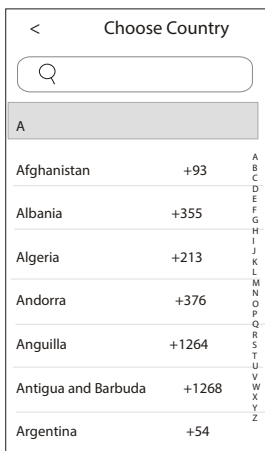 < Choose Country
A
Afghanistan +93
Albania +355
Algeria +213
Andorra +376
Anguilla +1264
Antigua and Barbuda +1268
Argentina +54
A
B
C
D
E
F
G
H
I
J
K
L
M
N
O
P
Q
R
S
T
U
V
W
X
Y
Z